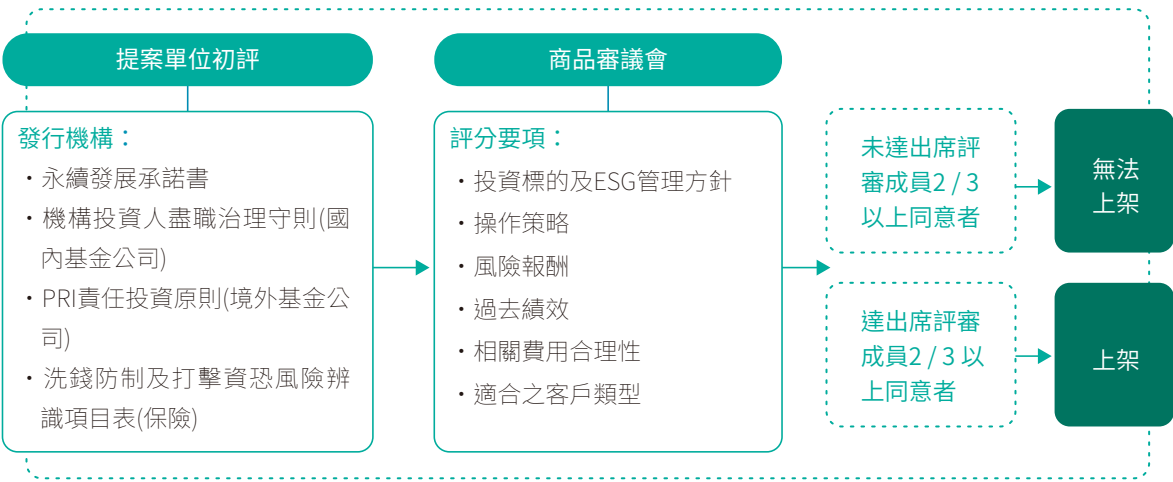 提案單位初評
發行機構：
・永續發展承諾書
・機構投資人盡職治理守則(國
內基金公司)
・PRI責任投資原則(境外基金公
司)
・洗錢防制及打擊資恐風險辨
識項目表(保險)
商品審議會
評分要項：
・投資標的及ESG管理方針
・操作策略
・風險報酬
・過去績效
・相關費用合理性
・適合之客戶類型
未達出席評
審成員2 / 3
以上同意者
無法
上架
達出席評審
成員2 / 3 以
上同意者
上架